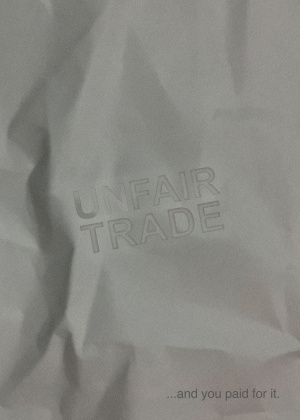 UNFAIR
TRADE
...and you paid for it.